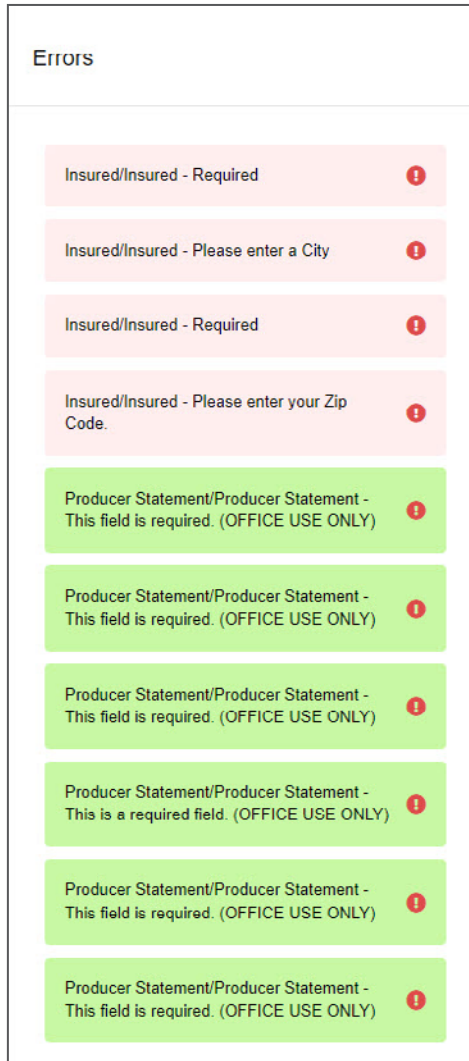 Errors
Insured/Insured - Required
Insured/Insured - Please enter a City
Insured/Insured - Required
Insured/Insured - Please enter your Zip
Code.
Producer Statement/Producer Statement -
This field is required. (OFFICE USE ONLY)
Producer Statement/Producer Statement -
This field is required. (OFFICE USE ONLY)
Producer Statement/Producer Statement -
This field is required. (OFFICE USE ONLY)
Producer Statement/Producer Statement -
This is a required field. (OFFICE USE ONLY)
Producer Statement/Producer Statement -
This field is required. (OFFICE USE ONLY)
Producer Statement/Producer Statement -
This field is required. (OFFICE USE ONLY)